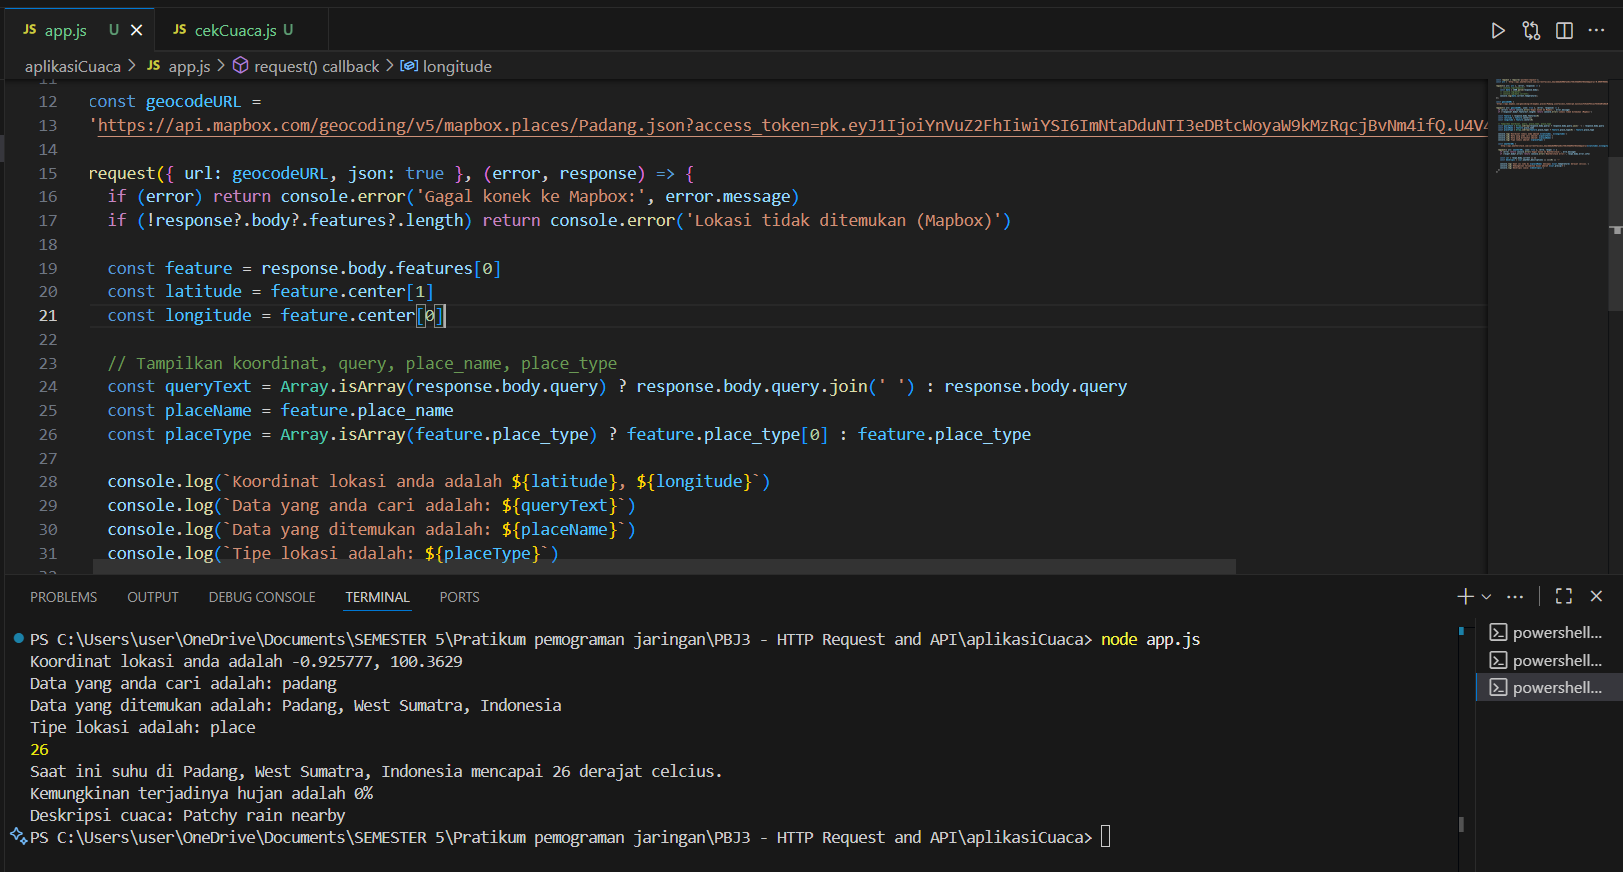 JS app.js U JS cekCuaca.js U
aplikasiCuaca > JS app.js > request() callback > longitude
12 const geocodeURL =
13 'https://api.mapbox.com/geocoding/v5/mapbox.places/Padang.json?access_token=
14
15 request({ url: geocodeURL, json: true }, (error, response) => {
16 if (error) return console.error('Gagal konek ke Mapbox:', error.message)
17 if (!response?.body?.features?.length) return console.error('Lokasi tidak ditemukan (Mapbox)')
18
19 const feature = response.body.features[0]
20 const latitude = feature.center[1]
21 const longitude = feature.center[0]
22
23 // Tampilkan koordinat, query, place_name, place_type
24 const queryText = Array.isArray(response.body.query) ? response.body.query.join(' ') : response.body.query
25 const placeName = feature.place_name
26 const placeType = Array.isArray(feature.place_type) ? feature.place_type[0] : feature.place_type
27
28 console.log(`Koordinat lokasi anda adalah ${latitude}, ${longitude}`)
29 console.log(`Data yang anda cari adalah: ${queryText}`)
30 console.log(`Data yang ditemukan adalah: ${placeName}`)
31 console.log(`Tipe lokasi adalah: ${placeType}`)
PROBLEMS OUTPUT DEBUG CONSOLE TERMINAL PORTS
PS C:\Users\user\OneDrive\Documents\SEMESTER 5\Pratikum pemograman jaringan\PBJ3 - HTTP Request and API\aplikasiCuaca> node app.js
Koordinat lokasi anda adalah -0.925777, 100.3629
Data yang anda cari adalah: padang
Data yang ditemukan adalah: Padang, West Sumatra, Indonesia
Tipe lokasi adalah: place
26
Saat ini suhu di Padang, West Sumatra, Indonesia mencapai 26 derajat celcius.
Kemungkinan terjadinya hujan adalah 0%
Deskripsi cuaca: Patchy rain nearby
PS C:\Users\user\OneDrive\Documents\SEMESTER 5\Pratikum pemograman jaringan\PBJ3 - HTTP Request and API\aplikasiCuaca>
powershell...
powershell...
powershell...